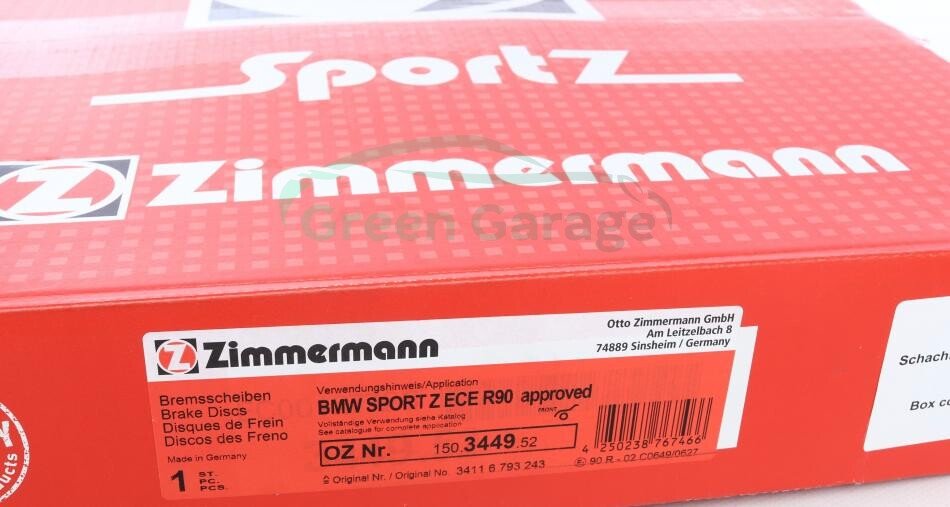 SportZ
Z Zimmermann
Green Garage
Z Zimmermann
Otto Zimmermann GmbH
Am Leitzelbach 8
74889 Sinsheim / Germany
Bremsscheiben
Brake Discs
Disques de Frein
Discos des Freno
Made in Germany
1 ST.
PC.
PCS.
Verwendungshinweis/Application
BMW SPORT Z ECE R90 approved
FRONT
Vollständige Verwendung siehe Katalog
See catalogue for complete application
OZ Nr. 150.3449.52
Original Nr. / Original No. 3411 6 793 243
4 250238 767466
90 R - 02 C0649/0627
Box co